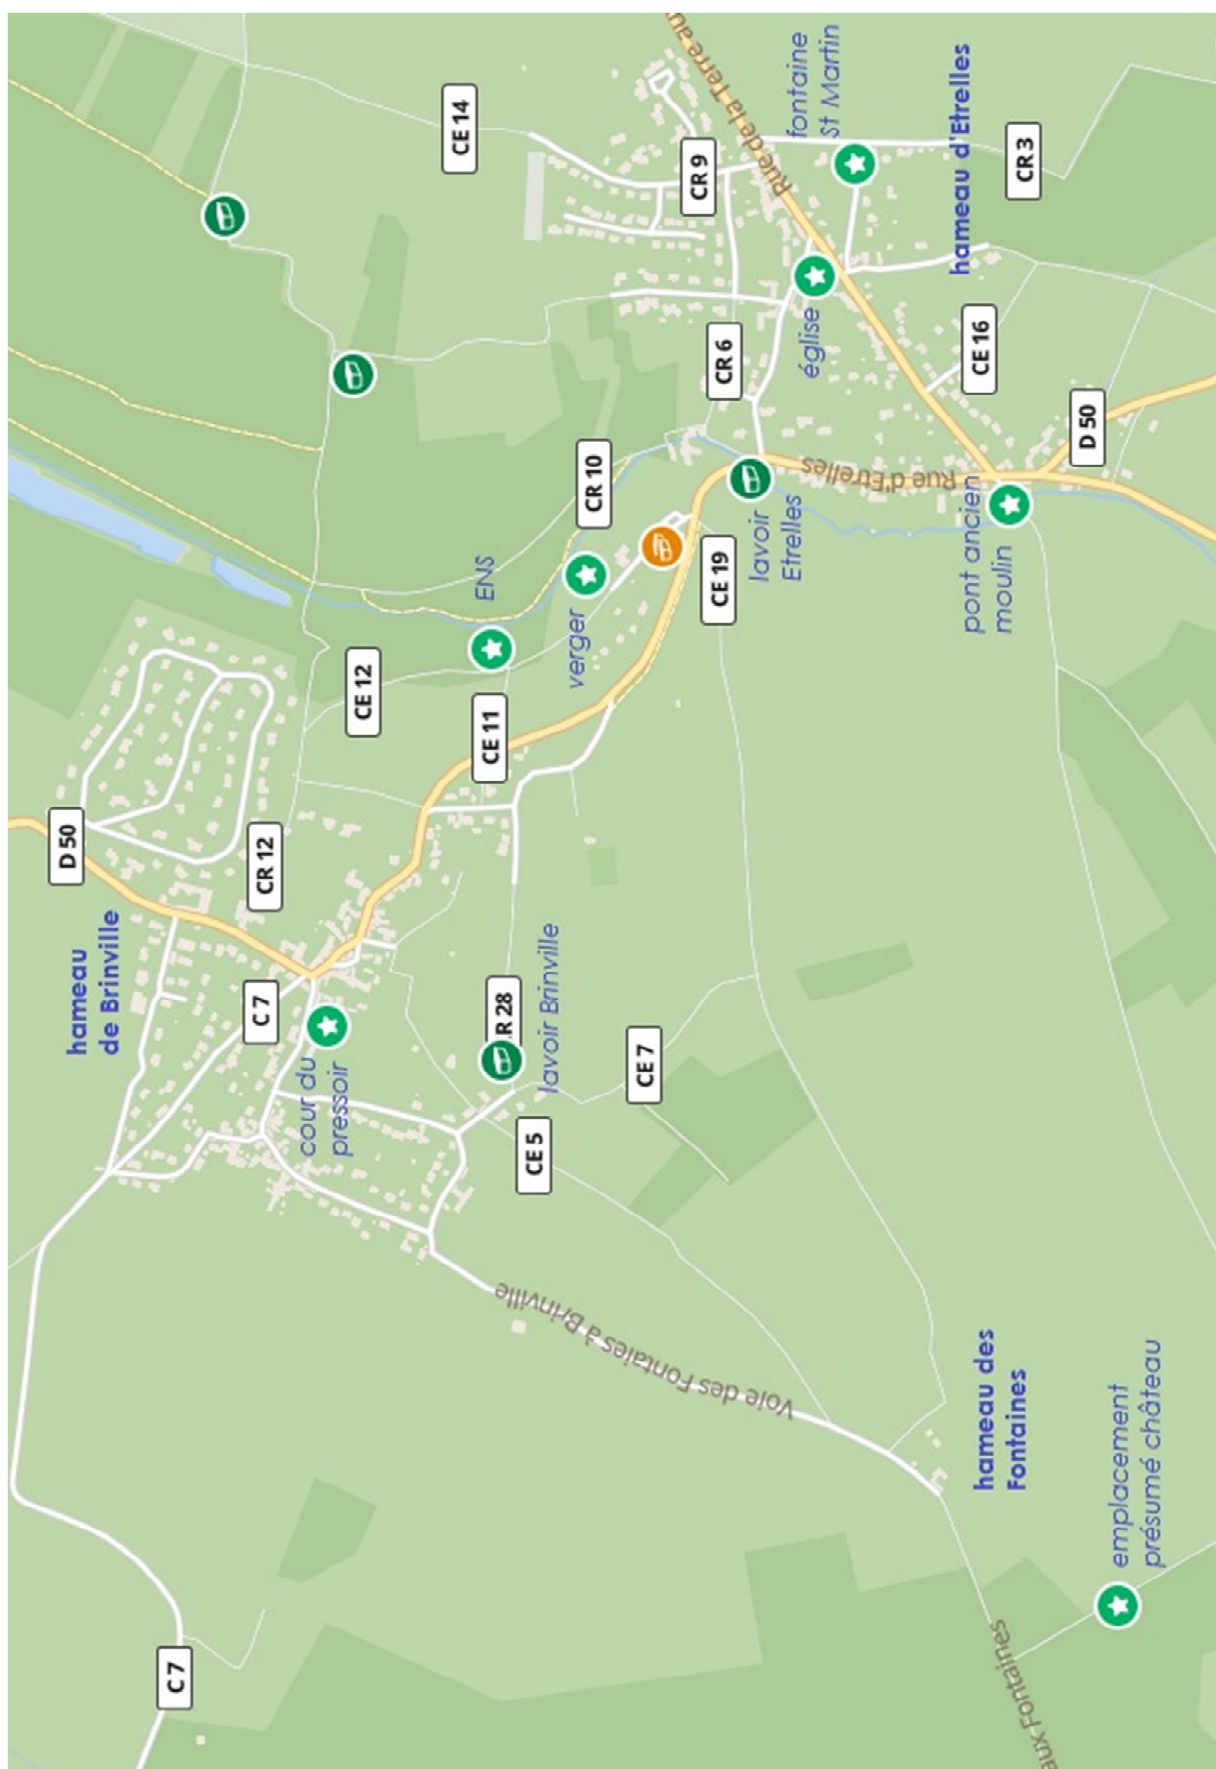 D 50
hameau
de Brinville
CR 12
C 7
cour du
pressoir
C 7
CE 12
ENS
CE 11
verger
CR 10
CE 14
CR 9
Rue de la Terre aux
fontaine
St Martin
hameau d'Etrelles
CR 3
CR 6
église
CE 16
D 50
Rue d'Etrelles
lavoir
Etrelles
CE 19
pont ancien
moulin
R 28
lavoir Brinville
CE 7
CE 5
Voie des Fontaies à Brinville
hameau des
Fontaines
emplacement
présumé château
aux Fontaines